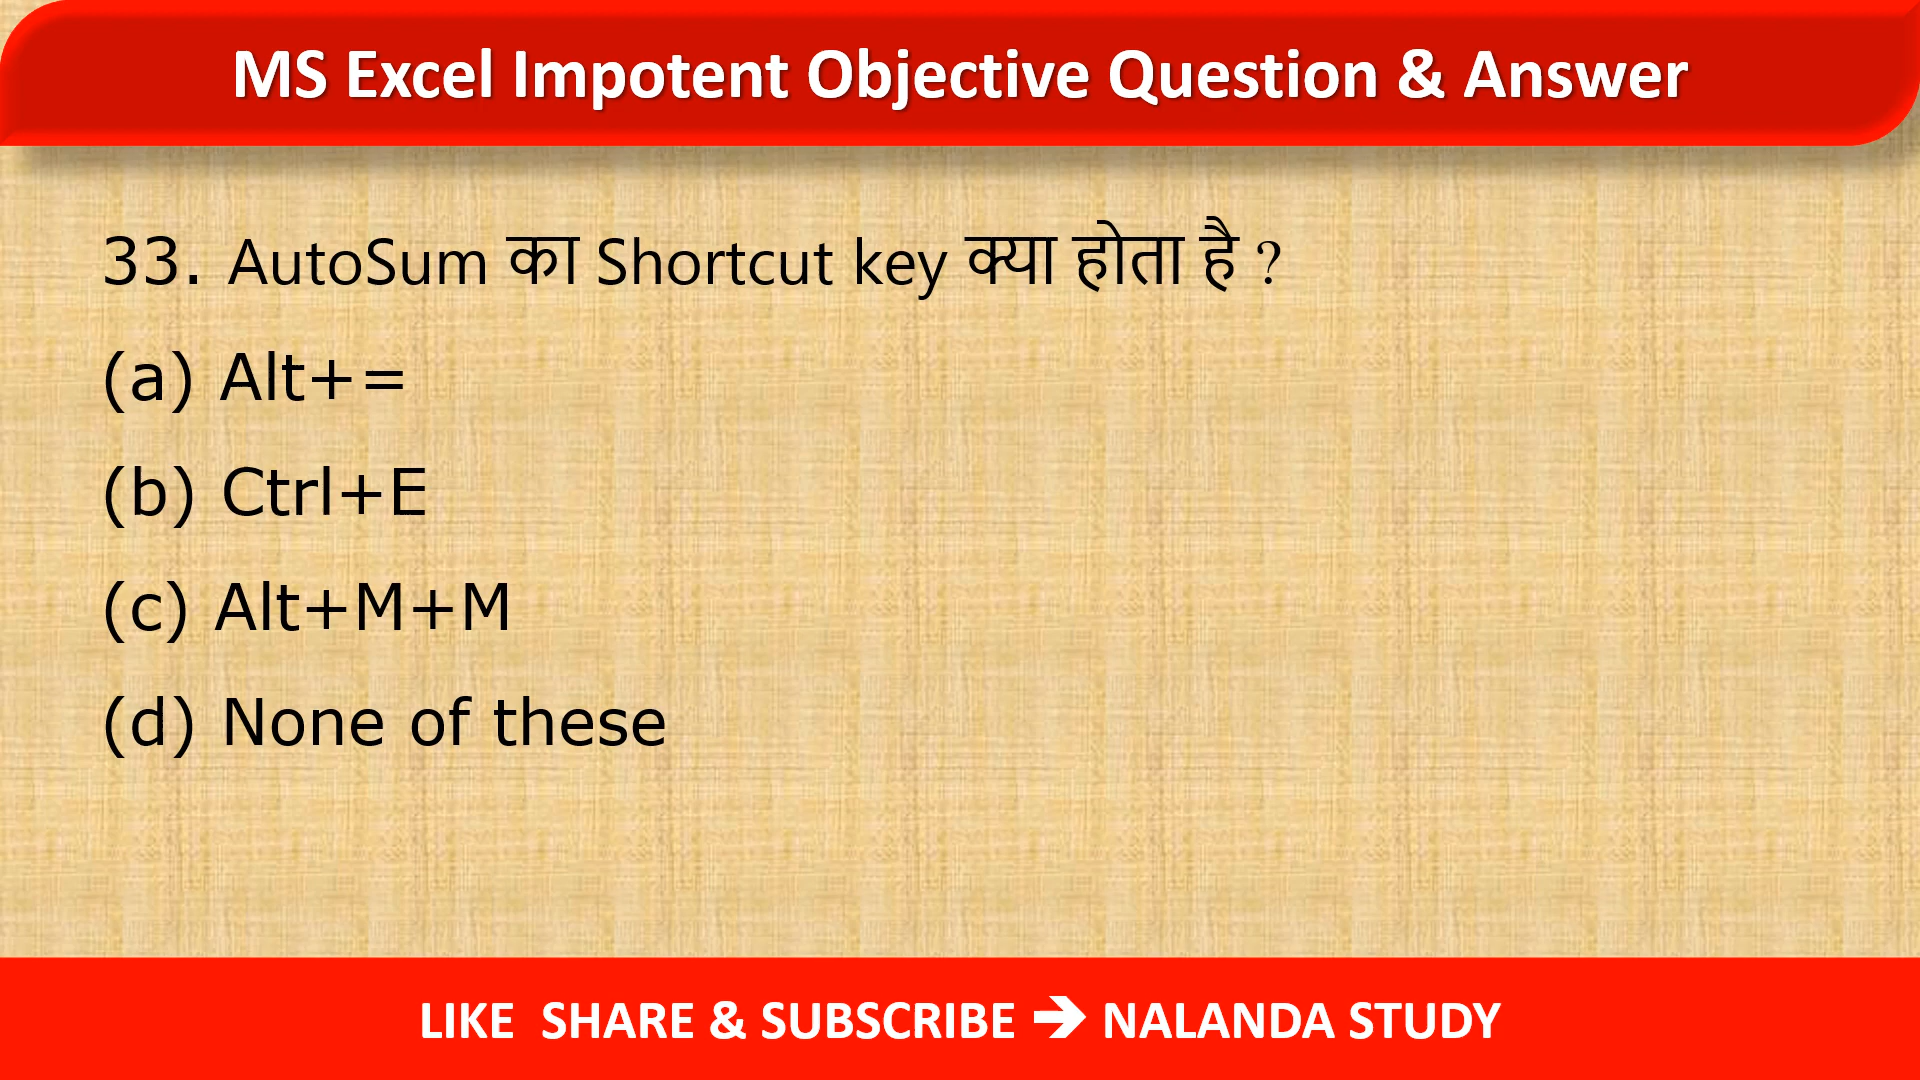 MS Excel Impotent Objective Question & Answer
33. AutoSum का Shortcut key क्या होता है ?
(a) Alt+=
(b) Ctrl+E
(c) Alt+M+M
(d) None of these
LIKE SHARE & SUBSCRIBE ➔ NALANDA STUDY